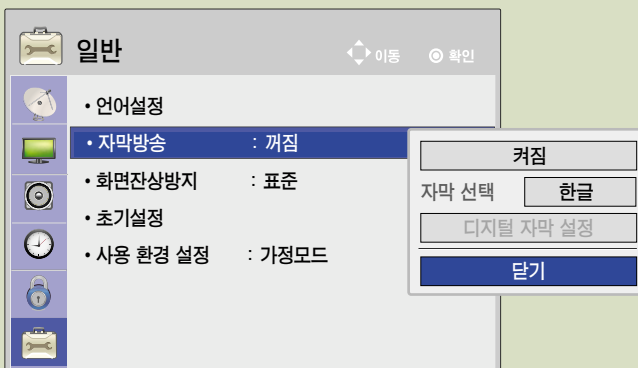 일반 이동 확인
• 언어설정
• 자막방송 : 꺼짐
• 화면잔상방지 : 표준
• 초기설정
• 사용 환경 설정 : 가정모드
켜짐
자막 선택 한글
디지털 자막 설정
닫기